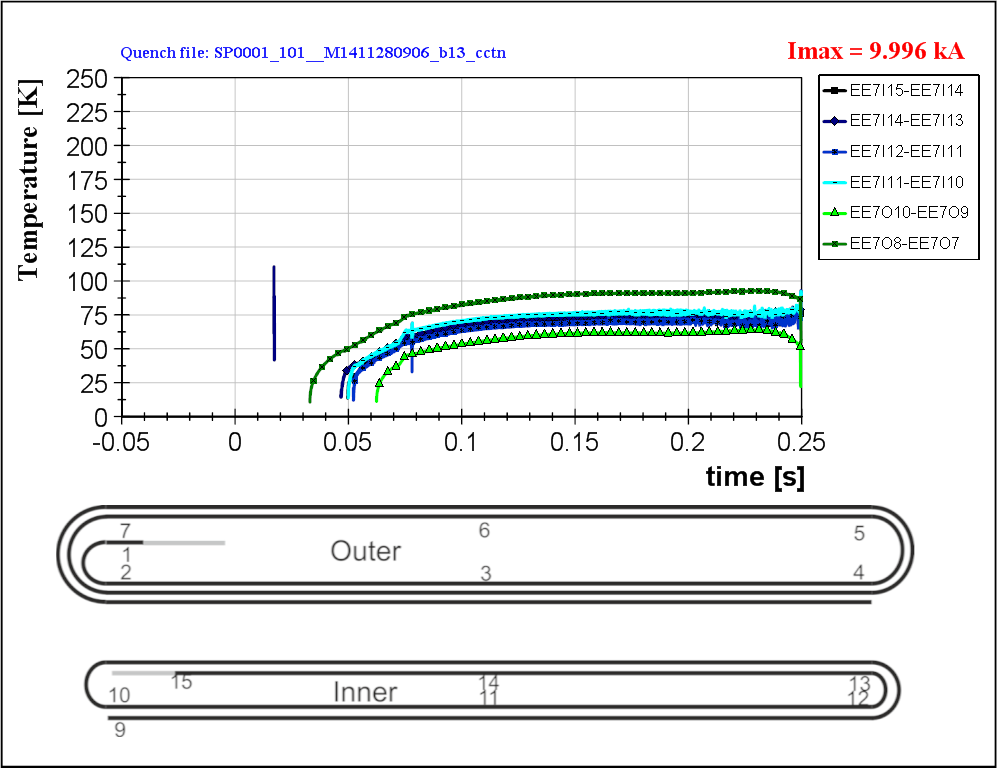 Quench file: SP0001_101__M1411280906_b13_cctn
Imax = 9.996 kA
Temperature [K]
250
225
200
175
150
125
100
75
50
25
0
-0.05
0
0.05
0.1
0.15
0.2
0.25
time [s]
EE7I15-EE7I14
EE7I14-EE7I13
EE7I12-EE7I11
EE7I11-EE7I10
EE7O10-EE7O9
EE7O8-EE7O7
7
6
5
1
Outer
2
3
4
15
14
13
10
Inner
11
12
9